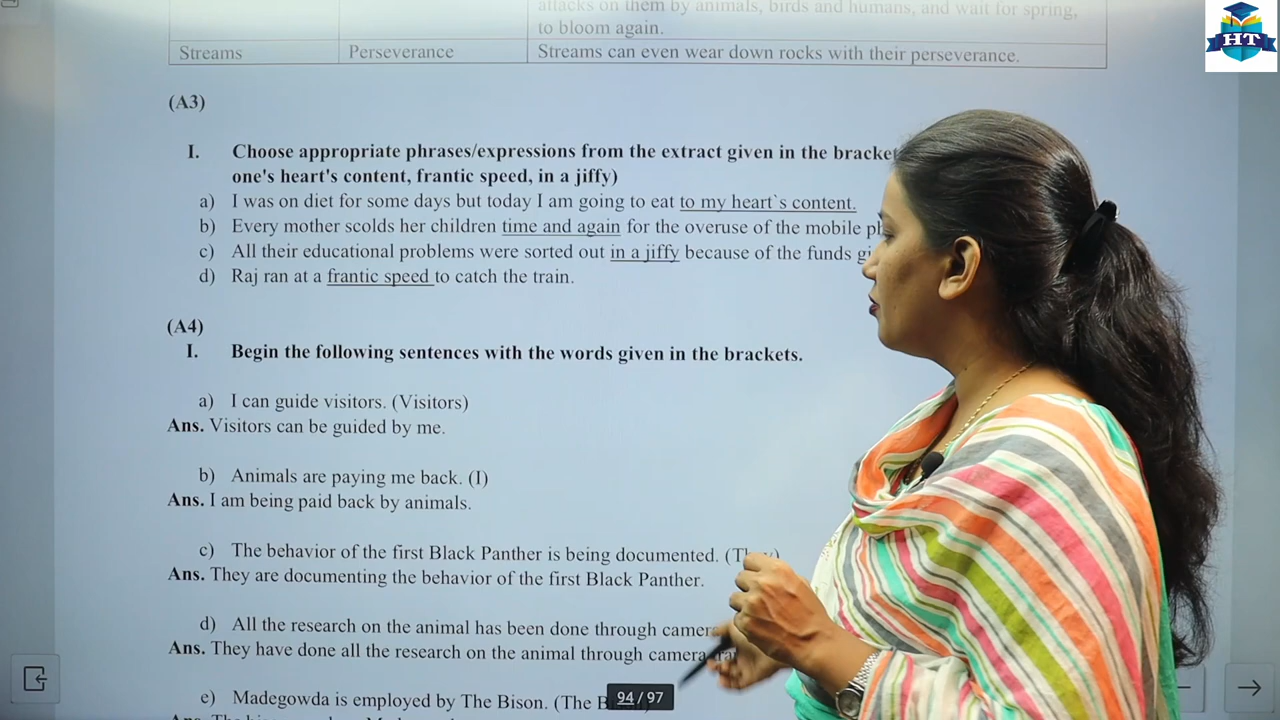 attacks on them by animals, birds and humans, and wait for spring,
to bloom again.
Streams Perseverance Streams can even wear down rocks with their perseverance.
HT
(A3)
I. Choose appropriate phrases/expressions from the extract given in the
one's heart's content, frantic speed, in a jiffy)
a) I was on diet for some days but today I am going to eat to my heart`s content.
b) Every mother scolds her children time and again for the overuse of the mobile
c) All their educational problems were sorted out in a jiffy because of the funds
d) Raj ran at a frantic speed to catch the train.
(A4)
I. Begin the following sentences with the words given in the brackets.
a) I can guide visitors. (Visitors)
Ans. Visitors can be guided by me.
b) Animals are paying me back. (I)
Ans. I am being paid back by animals.
c) The behavior of the first Black Panther is being documented.
Ans. They are documenting the behavior of the first Black Panther.
d) All the research on the animal has been done through
Ans. They have done all the research on the animal through camera
e) Madegowda is employed by The Bison. (The
94 / 97